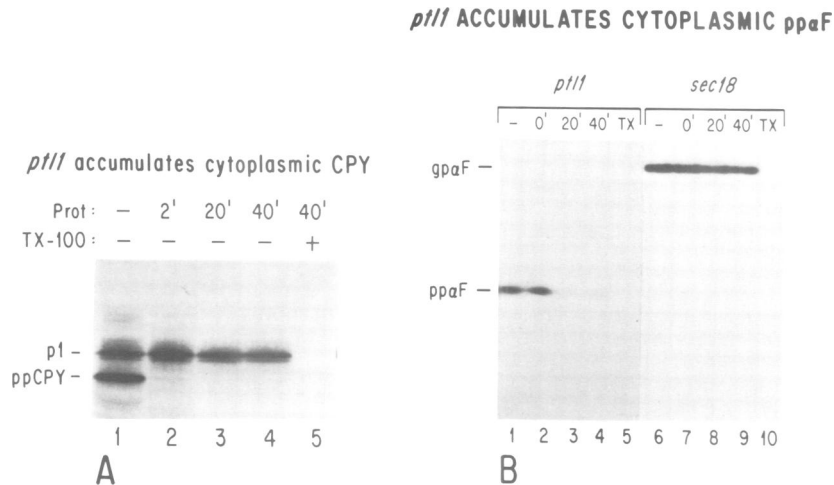 ptl1 ACCUMULATES CYTOPLASMIC ppαF
ptl1 accumulates cytoplasmic CPY
Prot: – 2' 20' 40' 40'
TX-100: – – – – +
p1 –
ppCPY –
1 2 3 4 5
A
ptl1 sec18
– 0' 20' 40' TX – 0' 20' 40' TX
gpαF –
ppαF –
1 2 3 4 5 6 7 8 9 10
B